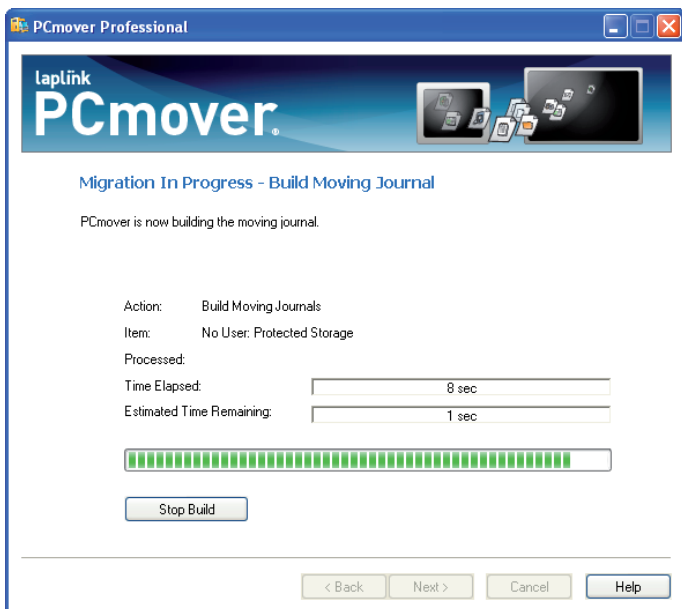 PCmover Professional
laplink
PCmover®
Migration In Progress - Build Moving Journal
PCmover is now building the moving journal.
Action: Build Moving Journals
Item: No User: Protected Storage
Processed:
Time Elapsed: 8 sec
Estimated Time Remaining: 1 sec
Stop Build
< Back Next > Cancel Help